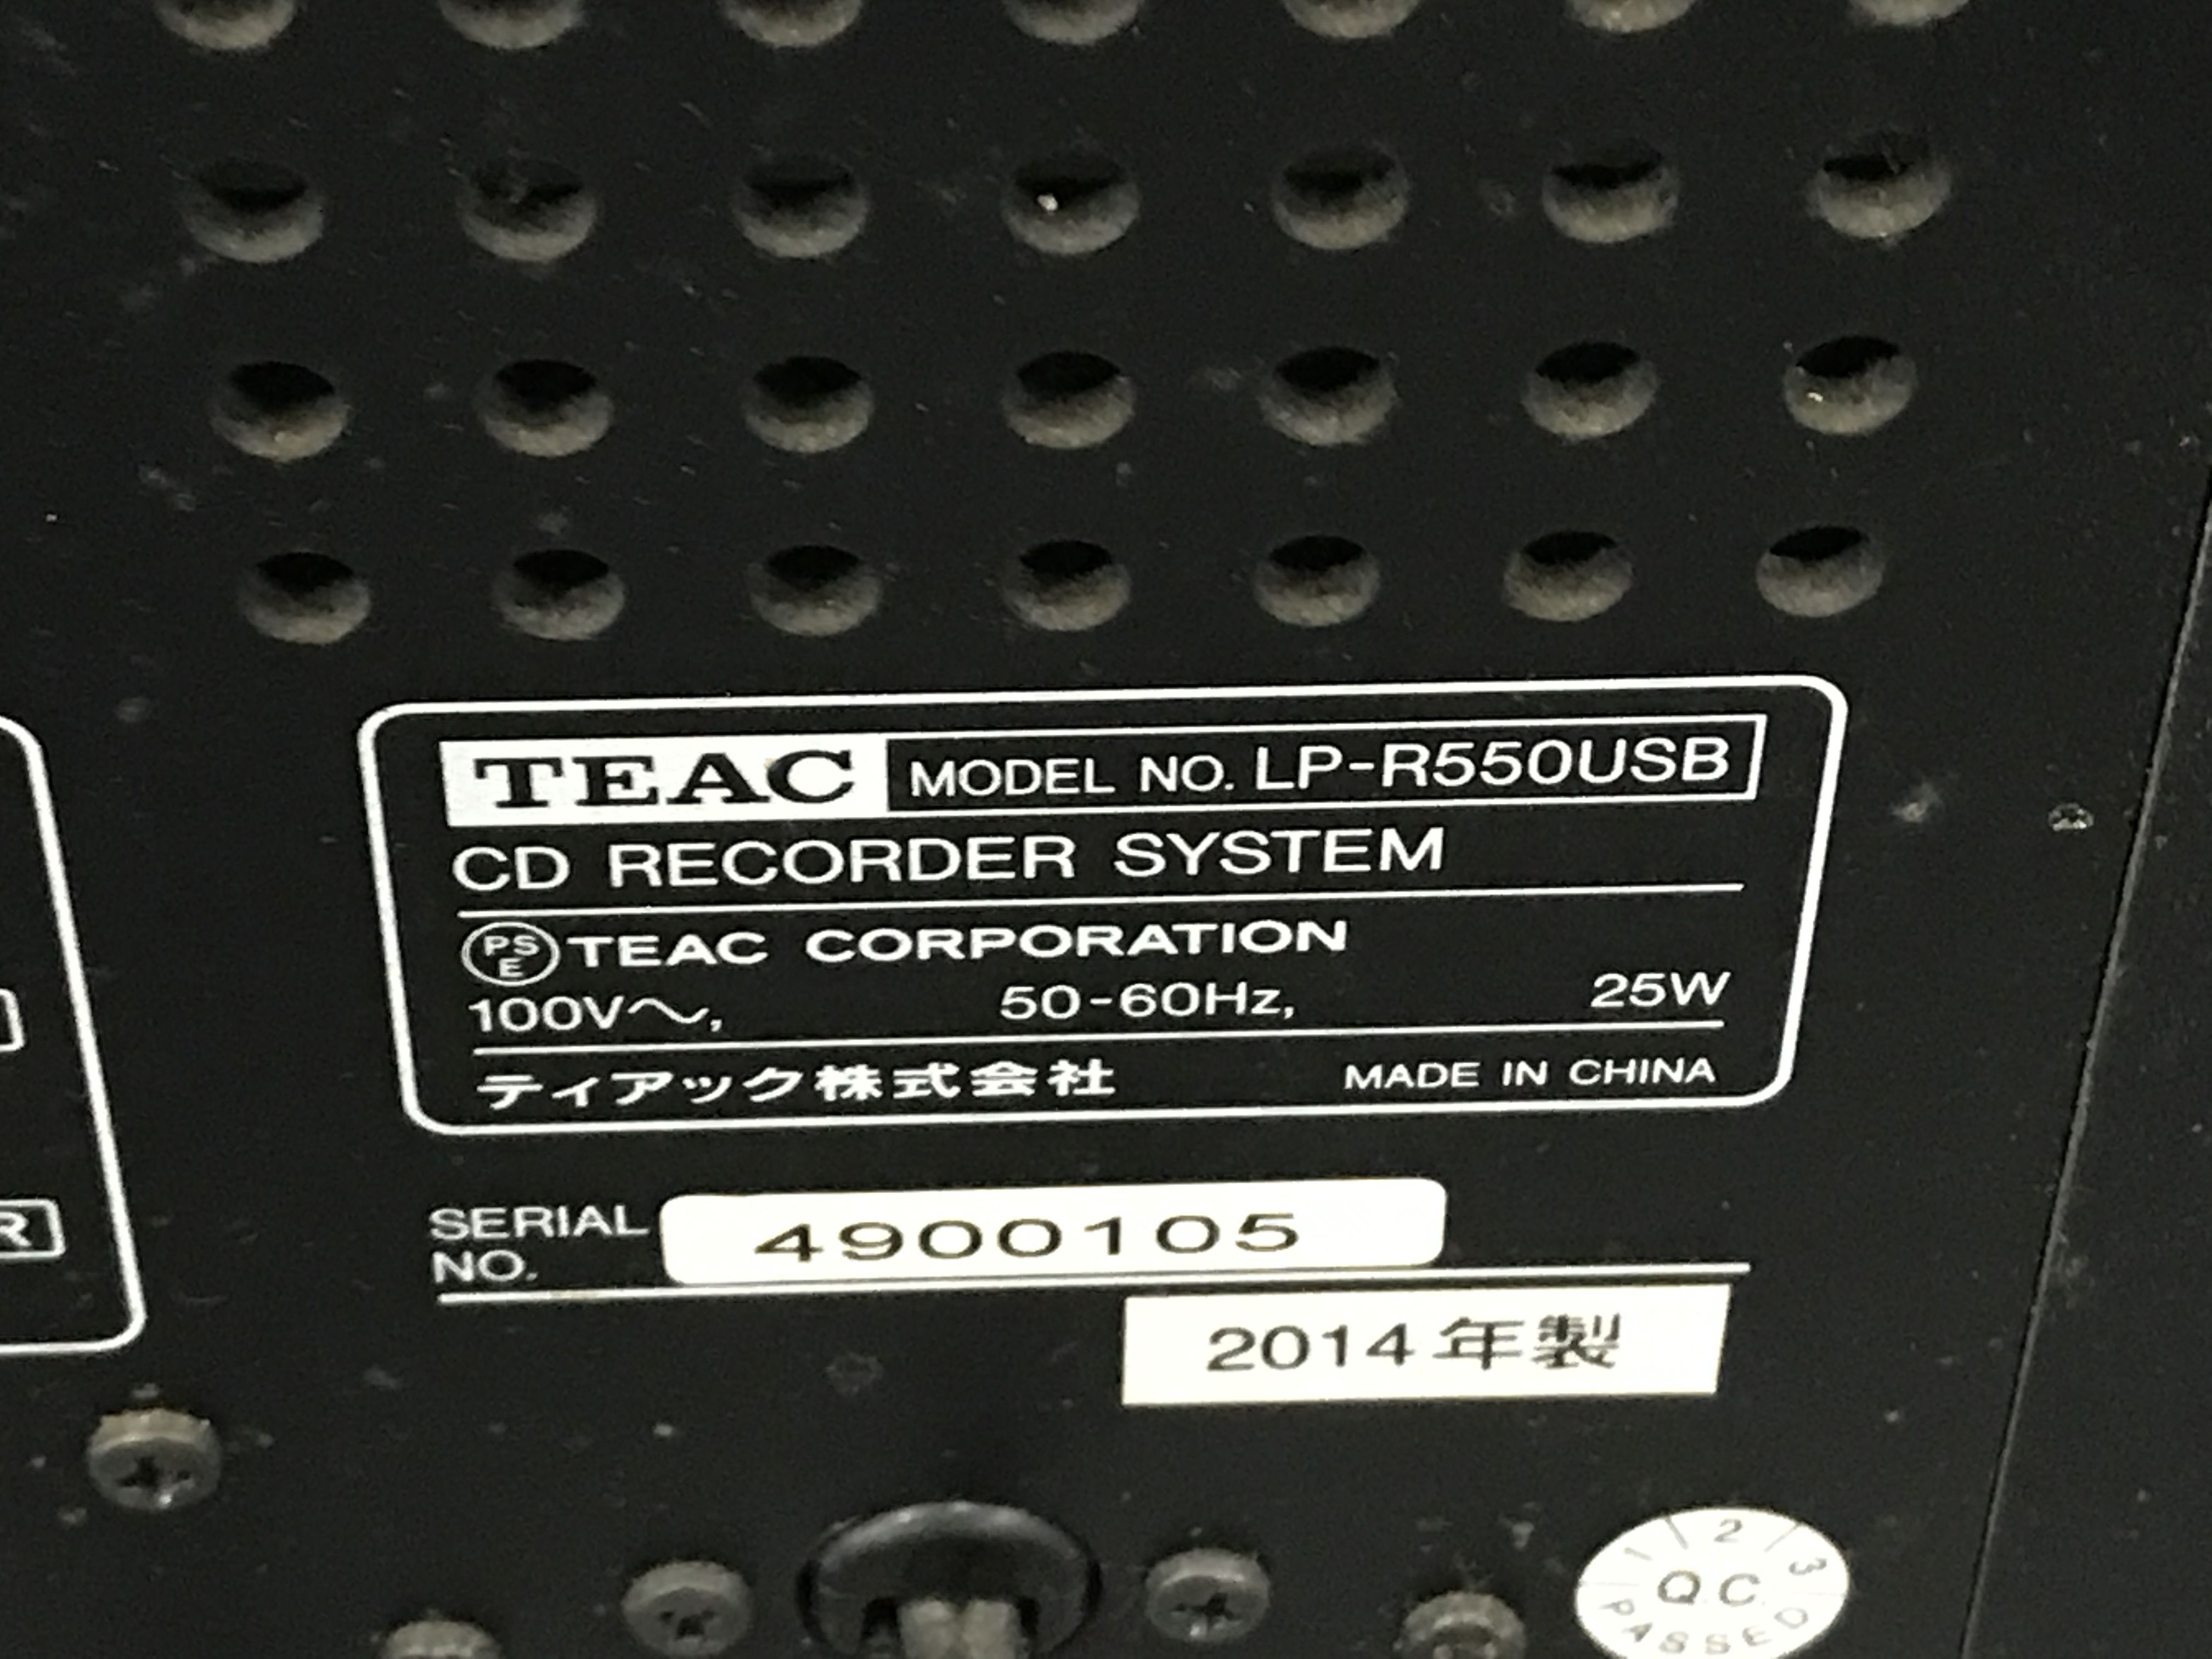 TEAC MODEL NO. LP-R550USB
CD RECORDER SYSTEM
PSE TEAC CORPORATION
100V～, 50-60Hz, 25W
ティアック株式会社 MADE IN CHINA
R
SERIAL NO. 4900105
2014年製
1 2 3
Q.C.
PASSED